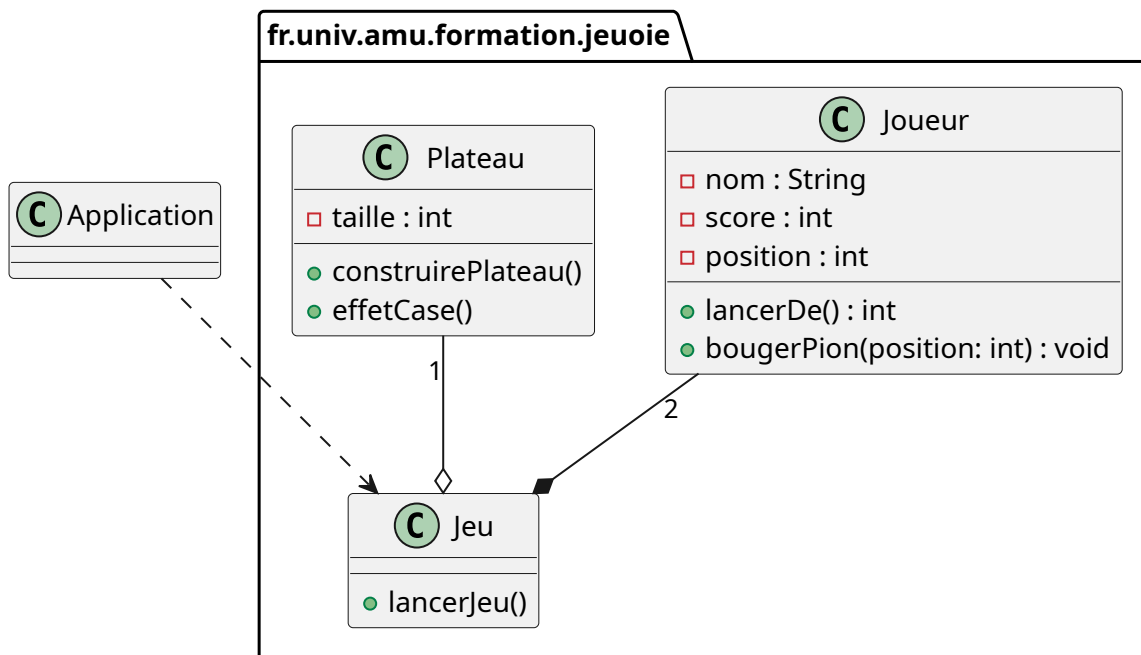 fr.univ.amu.formation.jeuoie
C Application
C Plateau
taille : int
construirePlateau()
effetCase()
C Joueur
nom : String
score : int
position : int
lancerDe() : int
bougerPion(position: int) : void
1
2
C Jeu
lancerJeu()